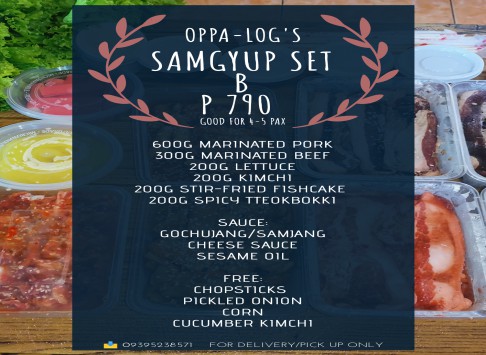 OPPA-LOG'S
SAMGYUP SET
B
P 790
GOOD FOR 4-5 PAX
600G MARINATED PORK
300G MARINATED BEEF
200G LETTUCE
200G KIMCHI
200G STIR-FRIED FISHCAKE
200G SPICY TTEOKBOKKI
SAUCE:
GOCHUJANG/SAMJANG
CHEESE SAUCE
SESAME OIL
FREE:
CHOPSTICKS
PICKLED ONION
CORN
CUCUMBER KIMCHI
09395238571 FOR DELIVERY/PICK UP ONLY